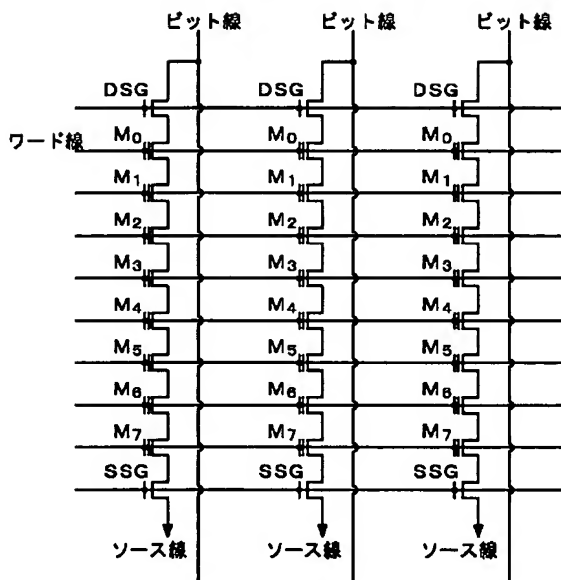 ビット線 ビット線 ビット線
DSG DSG DSG
ワード線 M0 M0 M0
M1 M1 M1
M2 M2 M2
M3 M3 M3
M4 M4 M4
M5 M5 M5
M6 M6 M6
M7 M7 M7
SSG SSG SSG
ソース線 ソース線 ソース線